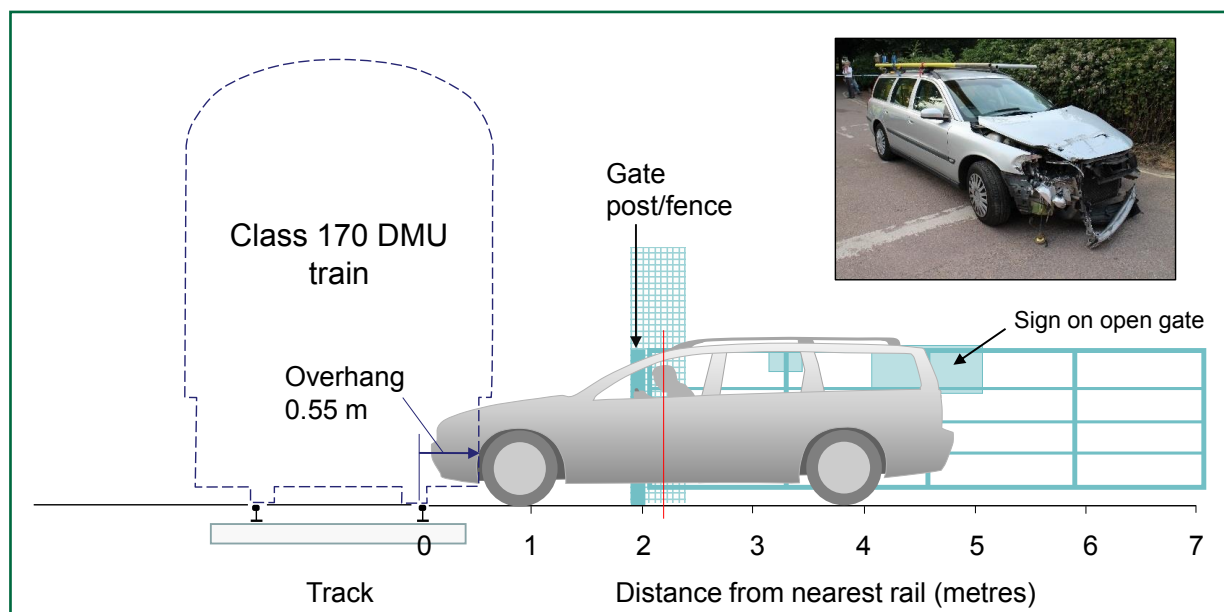 Gate
post/fence
Class 170 DMU
train
Sign on open gate
Overhang
0.55 m
0 1 2 3 4 5 6 7
Track
Distance from nearest rail (metres)